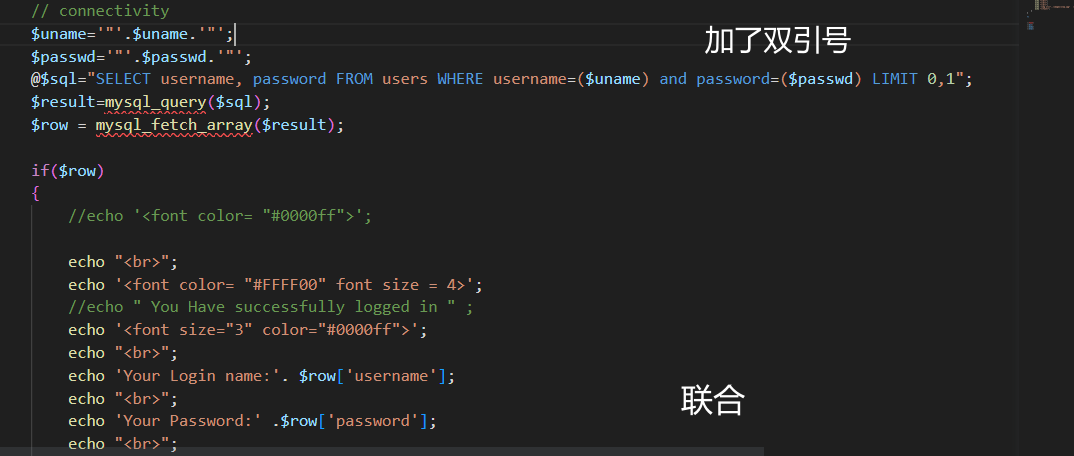 // connectivity
$uname='"'.$uname.'"';
加了双引号
$passwd='"'.$passwd.'"';
@$sql="SELECT username, password FROM users WHERE username=($uname) and password=($passwd) LIMIT 0,1";
$result=mysql_query($sql);
$row = mysql_fetch_array($result);
if($row)
{
//echo '<font color= "#0000ff">';
echo "<br>";
echo '<font color= "#FFFF00" font size = 4>';
//echo " You Have successfully logged in " ;
echo '<font size="3" color="#0000ff">';
echo "<br>";
echo 'Your Login name:'. $row['username'];
联合
echo "<br>";
echo 'Your Password:' .$row['password'];
echo "<br>";